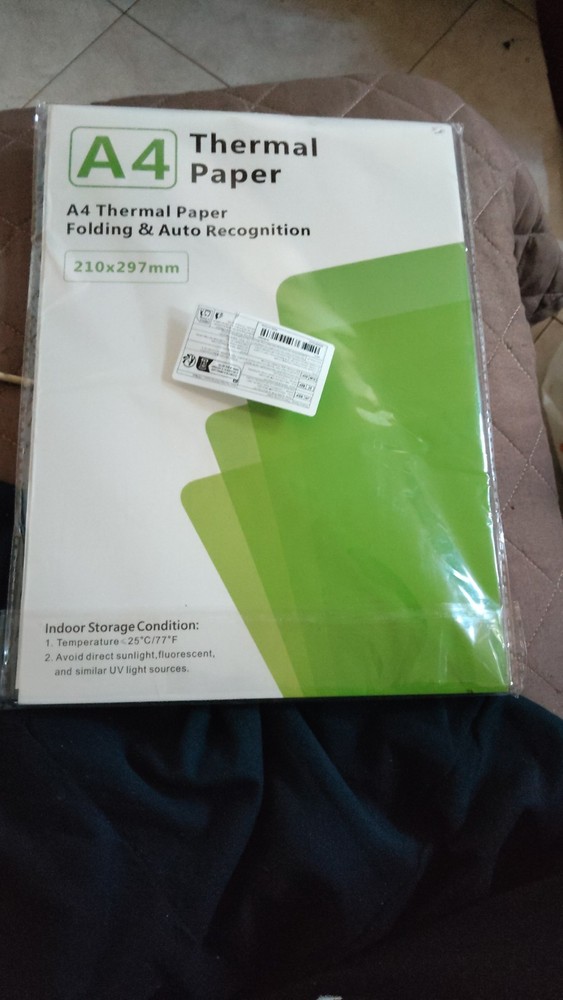 A4
Thermal
Paper
A4 Thermal Paper
Folding & Auto Recognition
210x297mm
Indoor Storage Condition:
1. Temperature<25°C/77°F
2. Avoid direct sunlight,fluorescent,
and similar UV light sources.